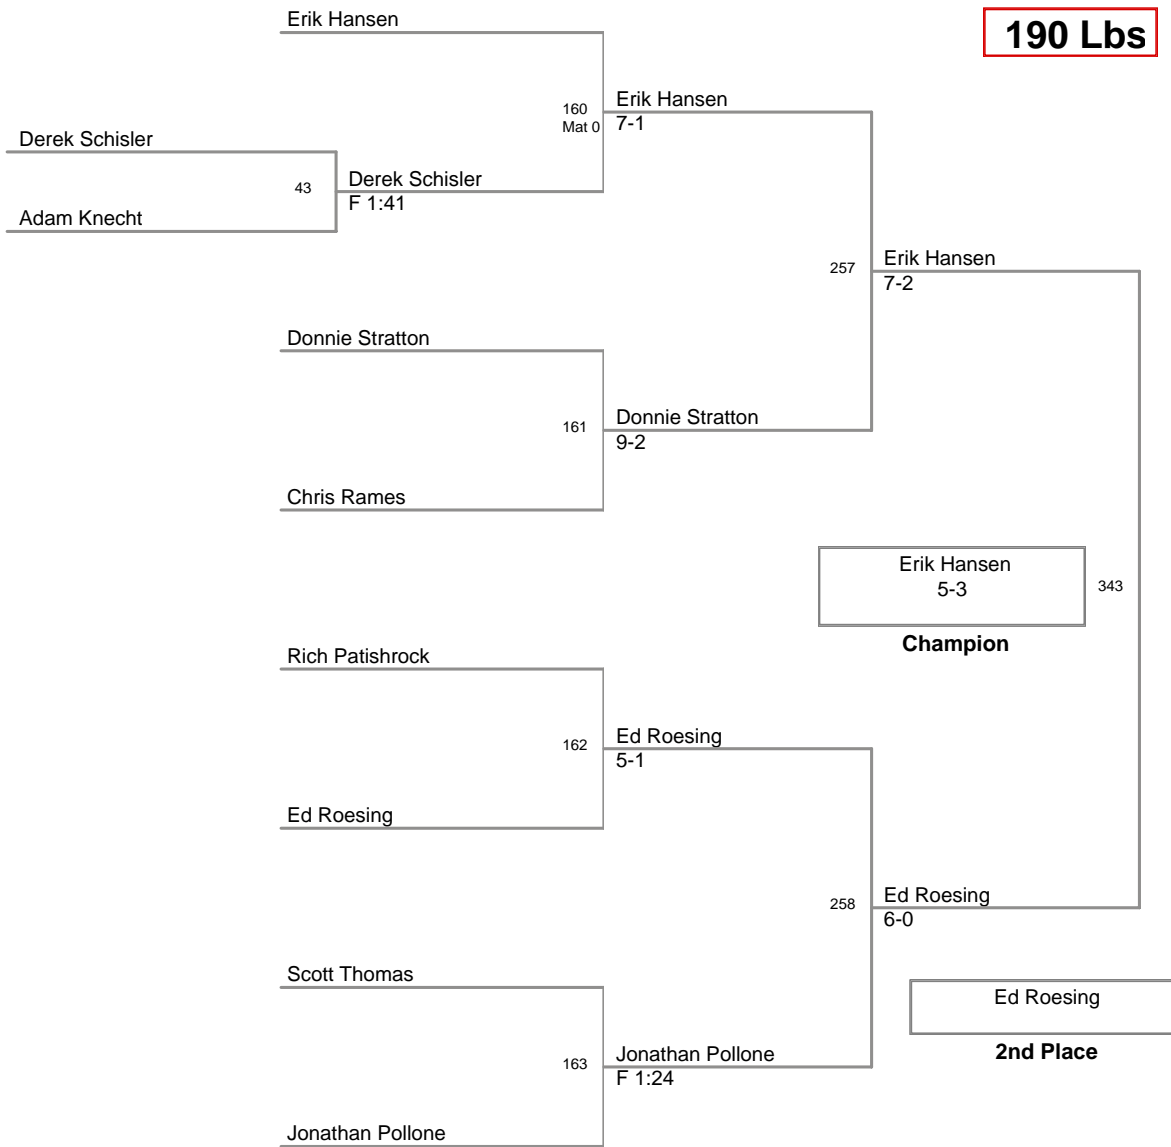 Erik Hansen
190 Lbs
160
Mat 0
Erik Hansen
7-1
Derek Schisler
43
Derek Schisler
F 1:41
Adam Knecht
257
Erik Hansen
7-2
Donnie Stratton
161
Donnie Stratton
9-2
Chris Rames
Erik Hansen
5-3
343
Champion
Rich Patishrock
162
Ed Roesing
5-1
Ed Roesing
258
Ed Roesing
6-0
Scott Thomas
Ed Roesing
2nd Place
163
Jonathan Pollone
F 1:24
Jonathan Pollone